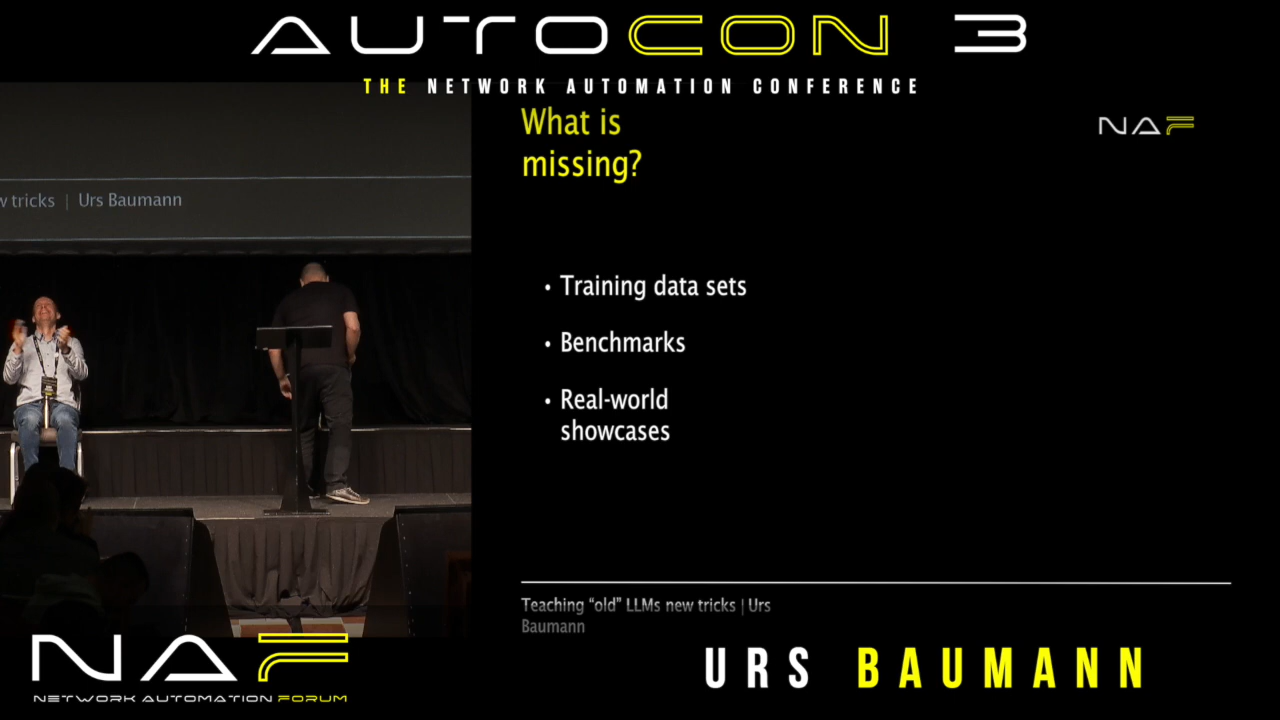 AUTOCON 3
THE NETWORK AUTOMATION CONFERENCE
What is
missing?
NAF
w tricks | Urs Baumann
• Training data sets
• Benchmarks
• Real-world
showcases
Teaching “old” LLMs new tricks | Urs
Baumann
NAF
NETWORK AUTOMATION FORUM
URS BAUMANN